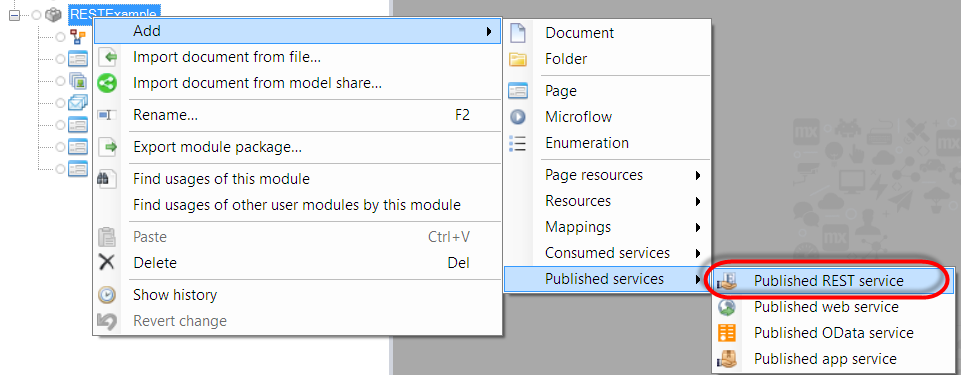 RESTExample
Add
Import document from file...
Import document from model share...
Rename... F2
Export module package...
Find usages of this module
Find usages of other user modules by this module
Paste Ctrl+V
Delete Del
Show history
Revert change
Document
Folder
Page
Microflow
Enumeration
Page resources
Resources
Mappings
Consumed services
Published services
Published REST service
Published web service
Published OData service
Published app service
mx
mx